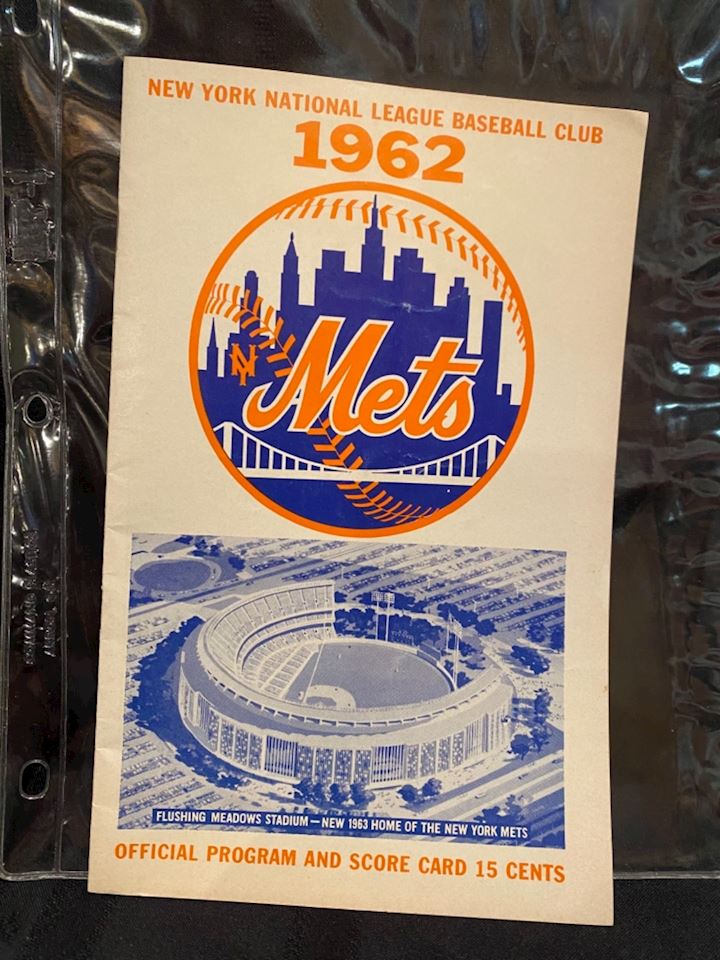 NEW YORK NATIONAL LEAGUE BASEBALL CLUB
1962
NY
Mets
FLUSHING MEADOWS STADIUM — NEW 1963 HOME OF THE NEW YORK METS
OFFICIAL PROGRAM AND SCORE CARD 15 CENTS